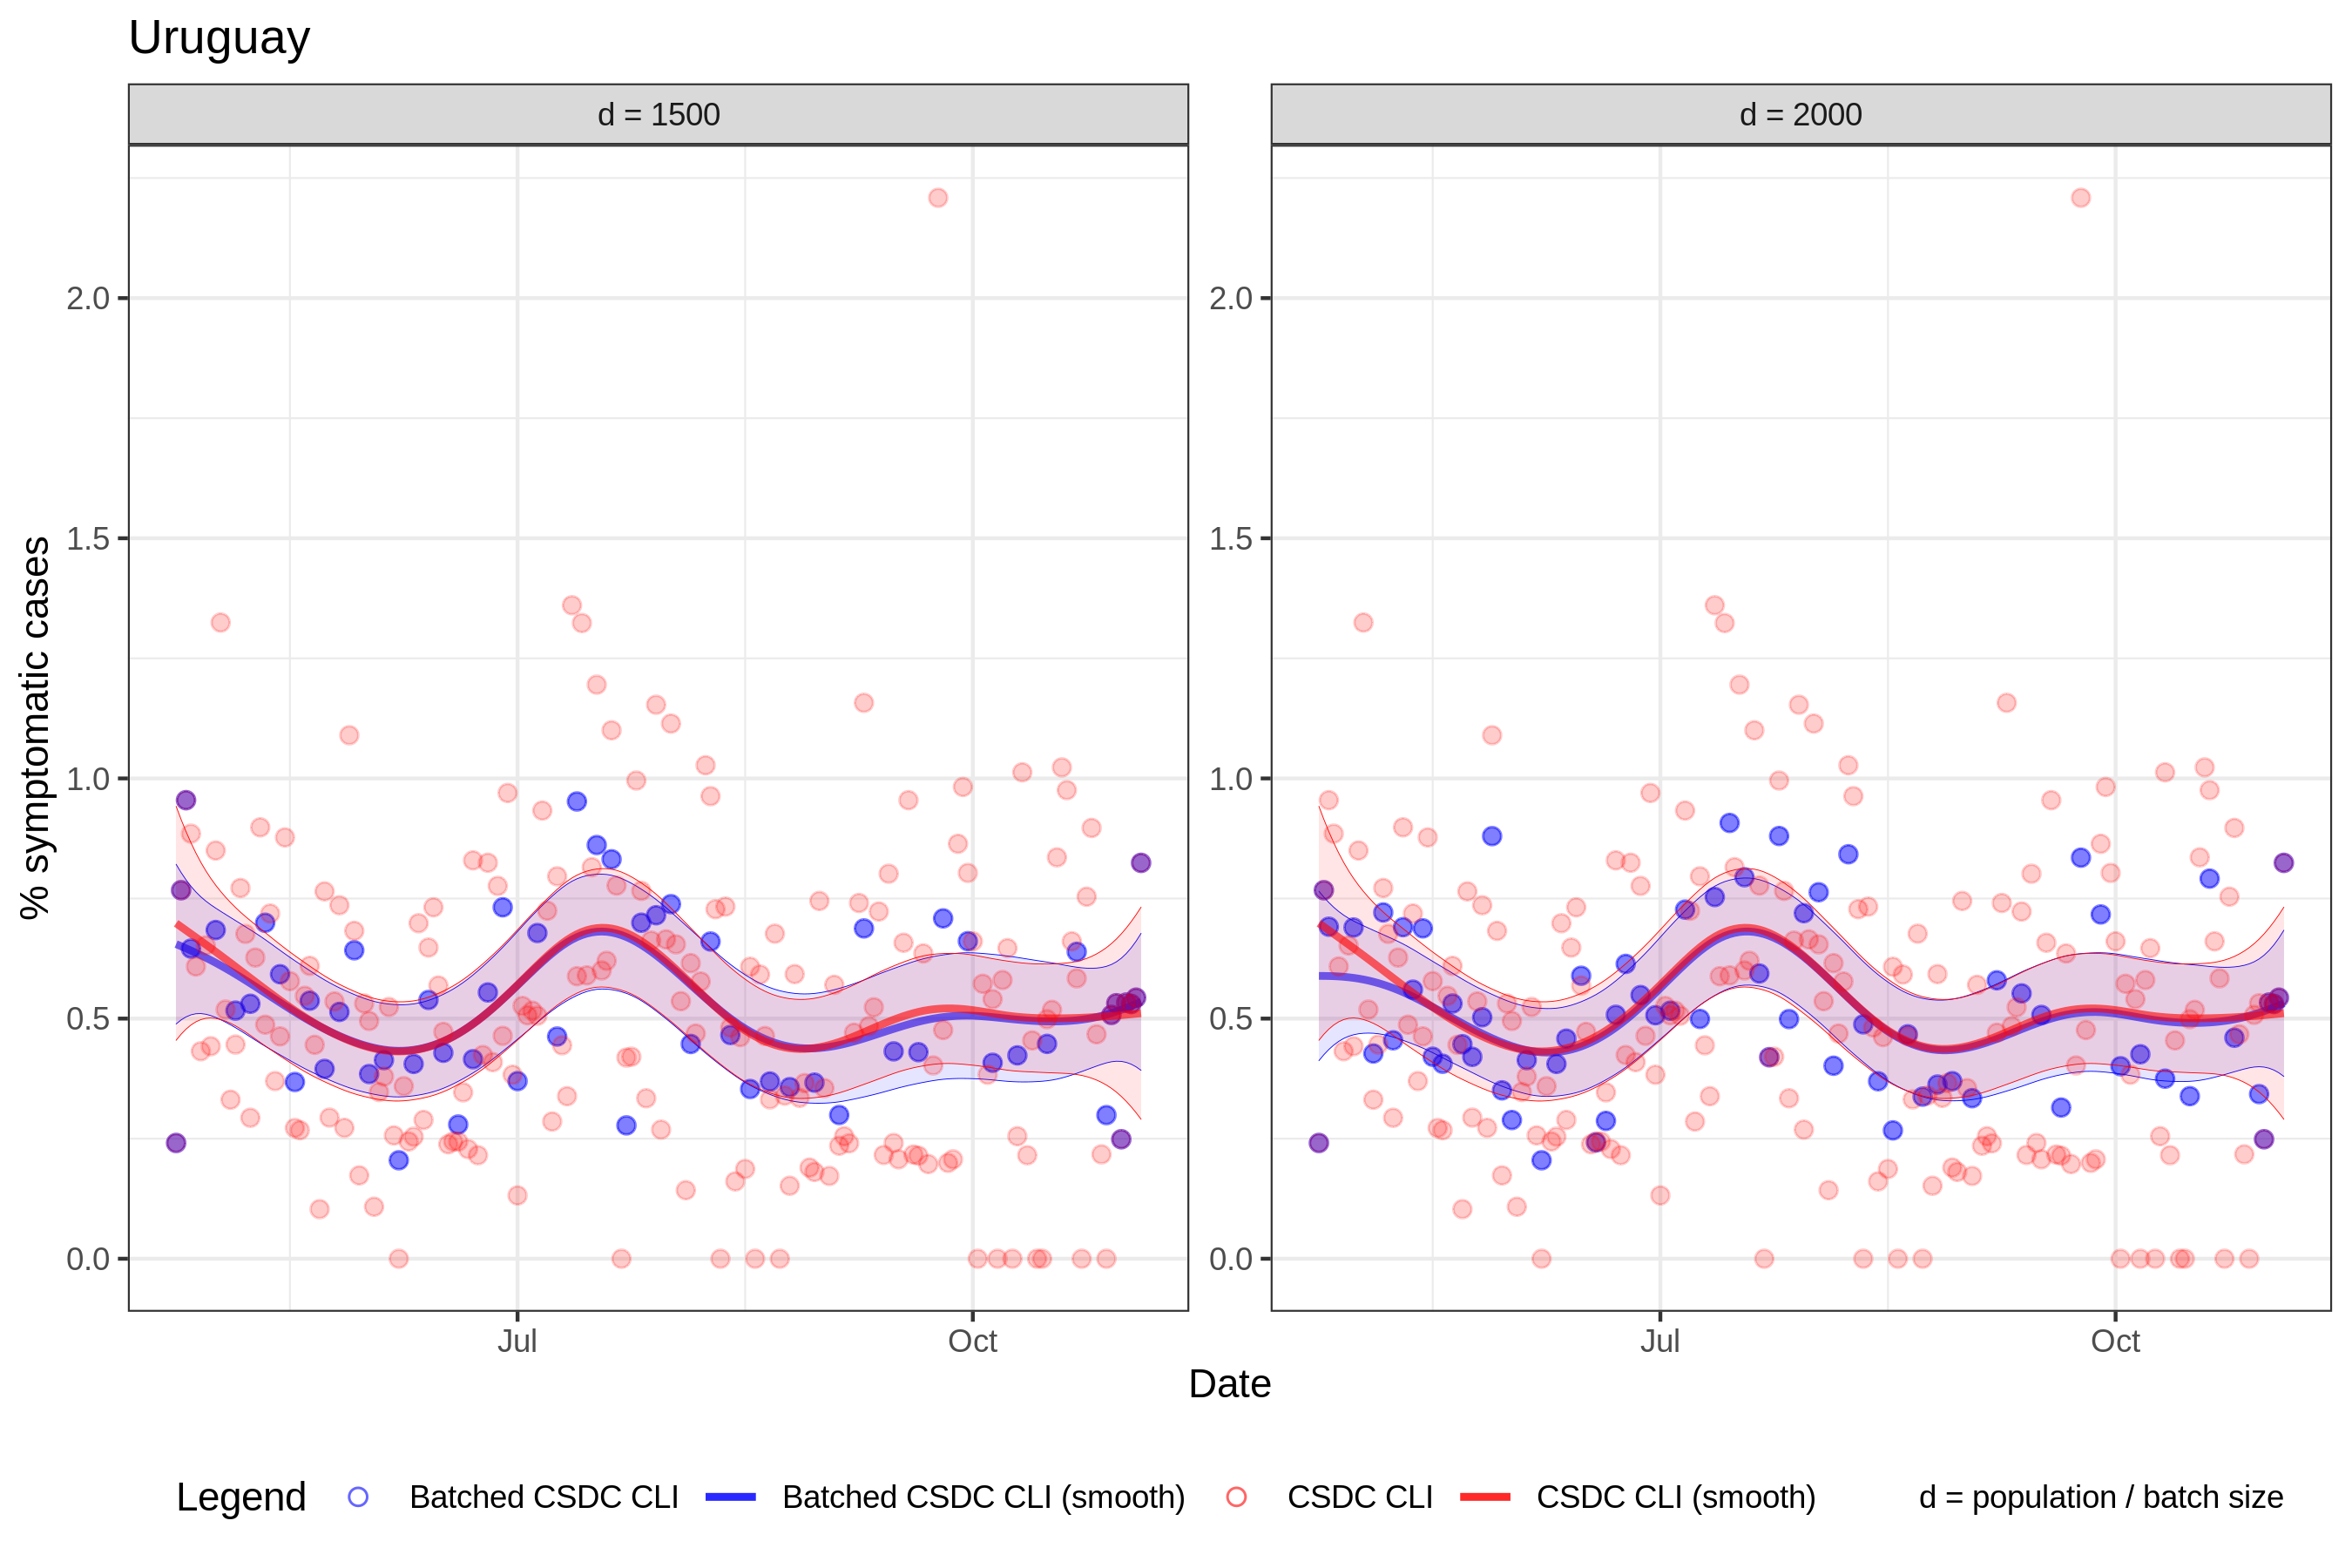 Uruguay
d = 1500
d = 2000
% symptomatic cases
2.0
1.5
1.0
0.5
0.0
2.0
1.5
1.0
0.5
0.0
Jul
Oct
Jul
Oct
Date
Legend
Batched CSDC CLI
Batched CSDC CLI (smooth)
CSDC CLI
CSDC CLI (smooth)
d = population / batch size